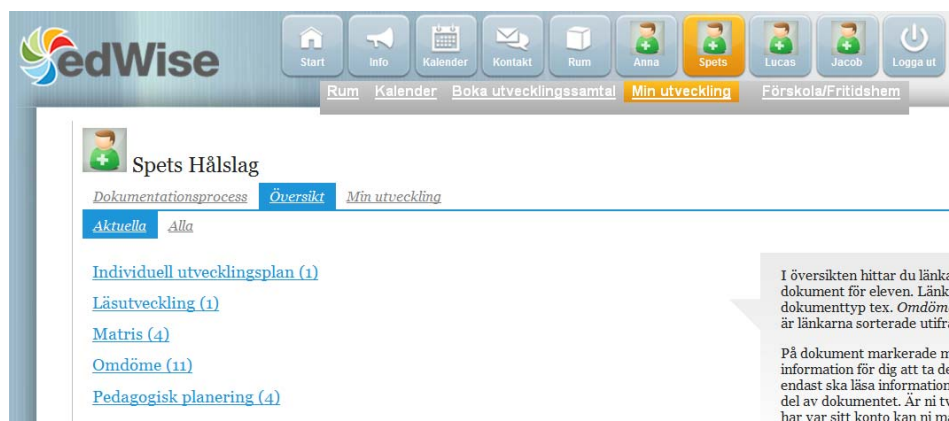 edWise
Start Info Kalender Kontakt Rum Anna Spets Lucas Jacob Logga ut
Rum Kalender Boka utvecklingssamtal Min utveckling Förskola/Fritidshem
Spets Hålslag
Dokumentationsprocess Översikt Min utveckling
Aktuella Alla
Individuell utvecklingsplan (1)
Läsutveckling (1)
Matris (4)
Omdöme (11)
Pedagogisk planering (4)
I översikten hittar du länka
dokument för eleven. Länk
dokumenttyp tex. Omdöme
är länkarna sorterade utifr
På dokument markerade m
information för dig att ta de
endast ska läsa information
del av dokumentet. Är ni tv
har var sitt konto kan ni ma